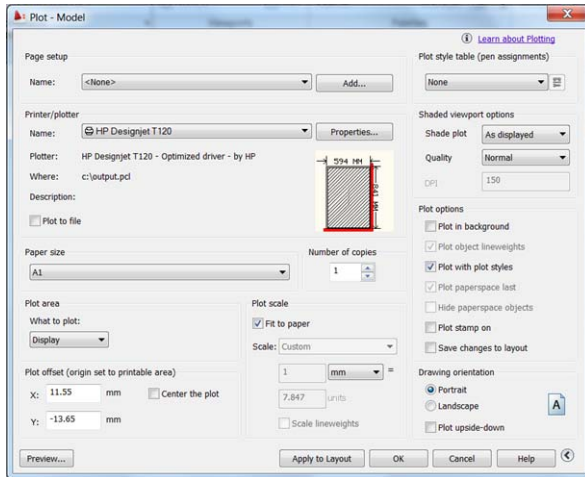 Plot - Model
Learn about Plotting
Page setup
Name: <None> Add...
Plot style table (pen assignments)
None
Printer/plotter
Name: HP Designjet T120 Properties...
Plotter: HP Designjet T120 - Optimized driver - by HP
Where: c:\output.pcl
Description:
Plot to file
594 MM
841 MM
Shaded viewport options
Shade plot As displayed
Quality Normal
DPI 150
Paper size
A1
Number of copies
1
Plot options
Plot in background
Plot object lineweights
Plot with plot styles
Plot paperspace last
Hide paperspace objects
Plot stamp on
Save changes to layout
Plot area
What to plot:
Display
Plot scale
Fit to paper
Scale: Custom
1 mm =
7.847 units
Scale lineweights
Plot offset (origin set to printable area)
X: 11.55 mm Center the plot
Y: -13.65 mm
Drawing orientation
Portrait
Landscape
Plot upside-down
A
Preview... Apply to Layout OK Cancel Help